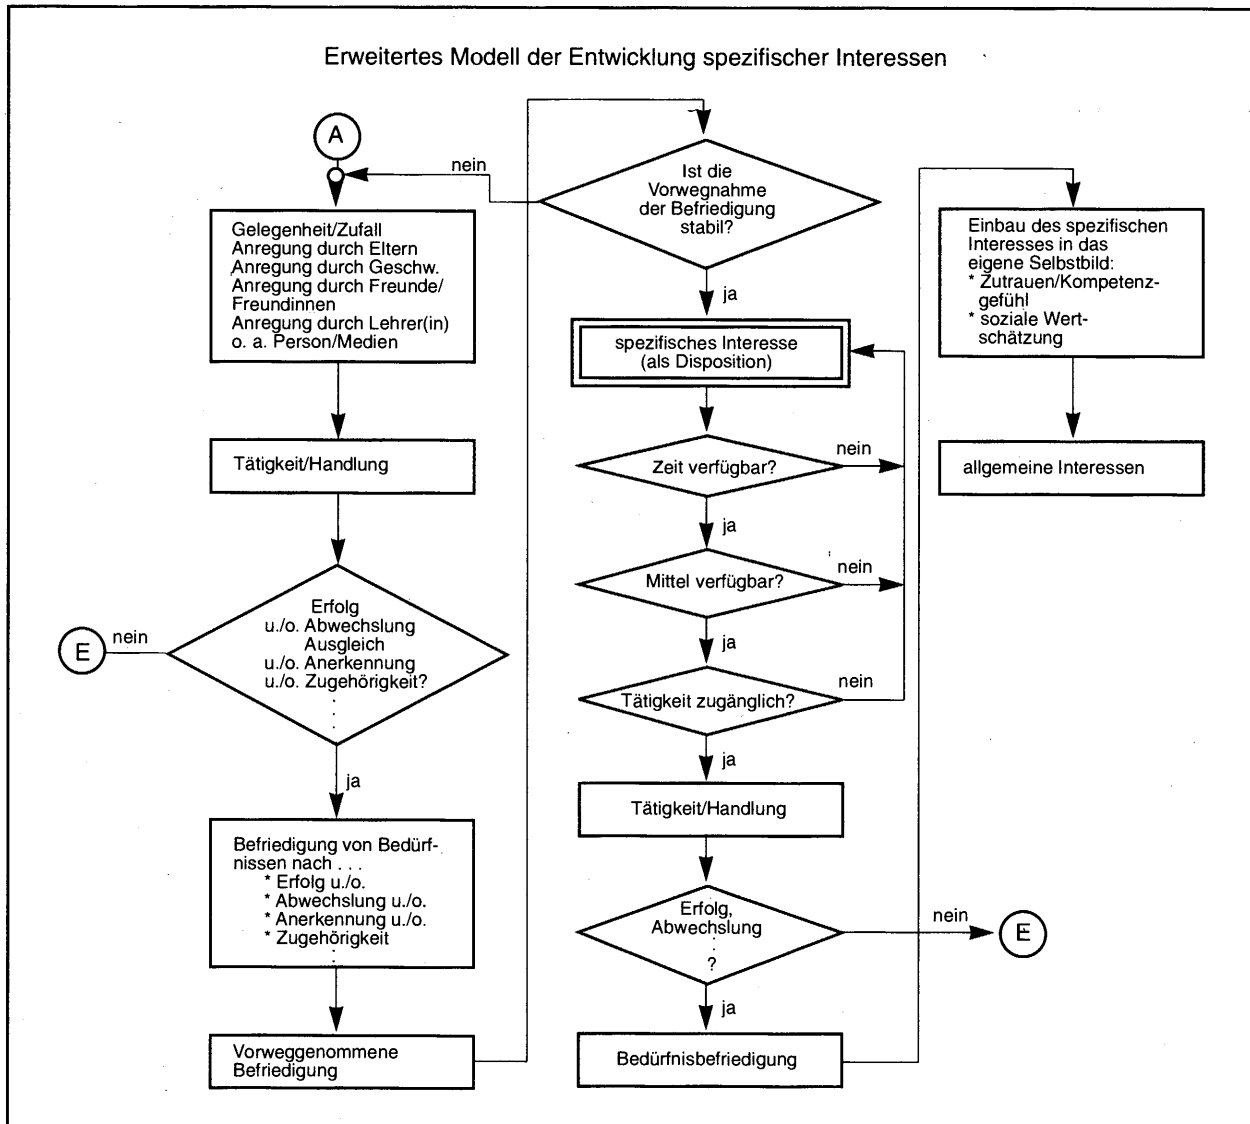 Erweitertes Modell der Entwicklung spezifischer Interessen
A
Gelegenheit/Zufall
Anregung durch Eltern
Anregung durch Geschw.
Anregung durch Freunde/
Freundinnen
Anregung durch Lehrer(in)
o. a. Person/Medien
Tätigkeit/Handlung
Erfolg
u./o. Abwechslung
Ausgleich
u./o. Anerkennung
u./o. Zugehörigkeit?
.
.
.
nein
E
ja
Befriedigung von Bedürf-
nissen nach . . .
* Erfolg u./o.
* Abwechslung u./o.
* Anerkennung u./o.
* Zugehörigkeit
Vorweggenommene
Befriedigung
Ist die
Vorwegnahme
der Befriedigung
stabil?
nein
ja
spezifisches Interesse
(als Disposition)
Zeit verfügbar?
nein
ja
Mittel verfügbar?
nein
ja
Tätigkeit zugänglich?
nein
ja
Tätigkeit/Handlung
Erfolg,
Abwechslung
.
.
?
nein
E
ja
Bedürfnisbefriedigung
Einbau des spezifischen
Interesses in das
eigene Selbstbild:
* Zutrauen/Kompetenz-
gefühl
* soziale Wert-
schätzung
allgemeine Interessen